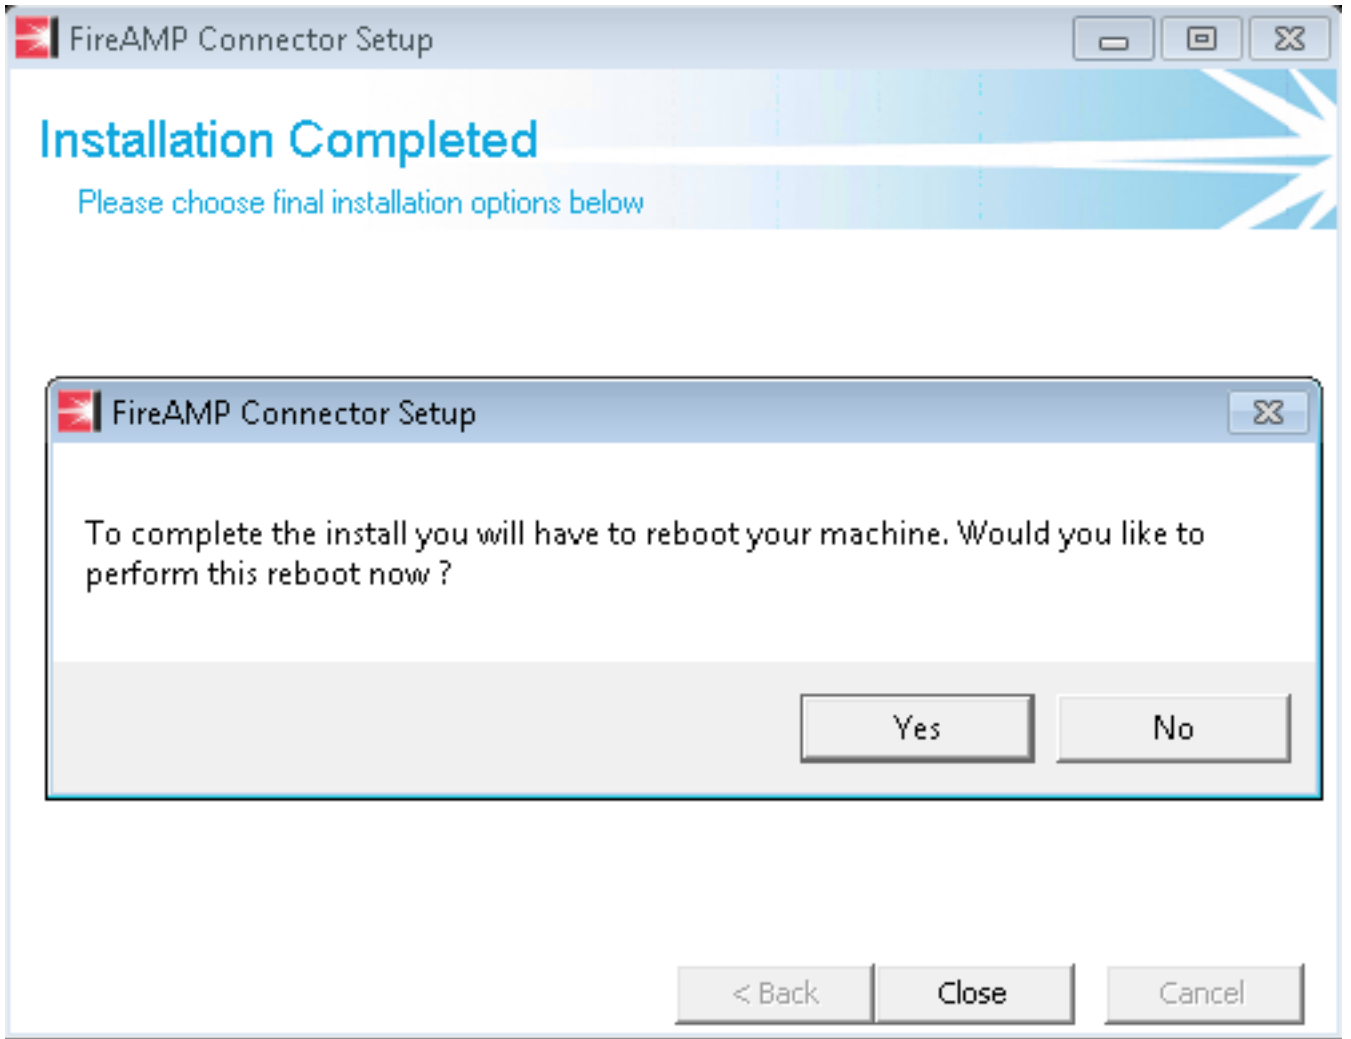 FireAMP Connector Setup
Installation Completed
Please choose final installation options below
FireAMP Connector Setup
To complete the install you will have to reboot your machine. Would you like to
perform this reboot now ?
Yes
No
< Back
Close
Cancel